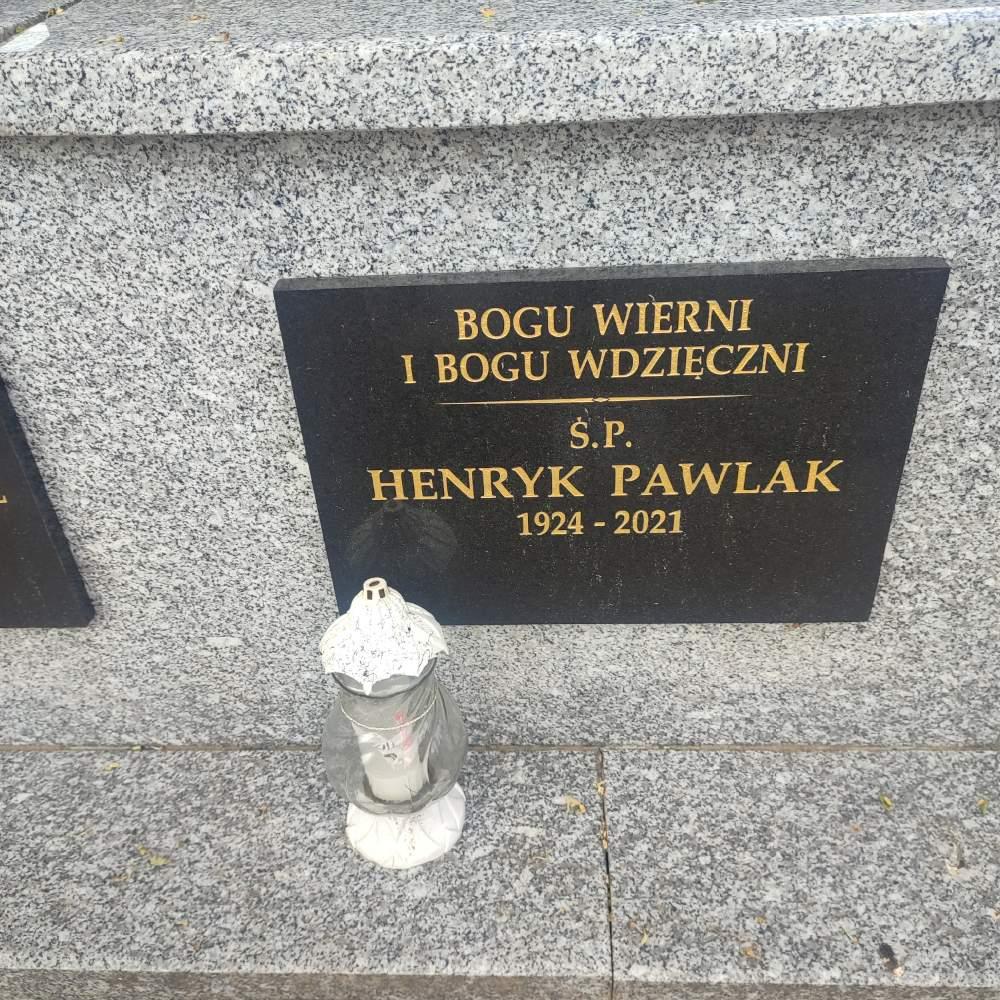 BOGU WIERNI
I BOGU WDZIĘCZNI
Ś.P.
HENRYK PAWLAK
1924 - 2021